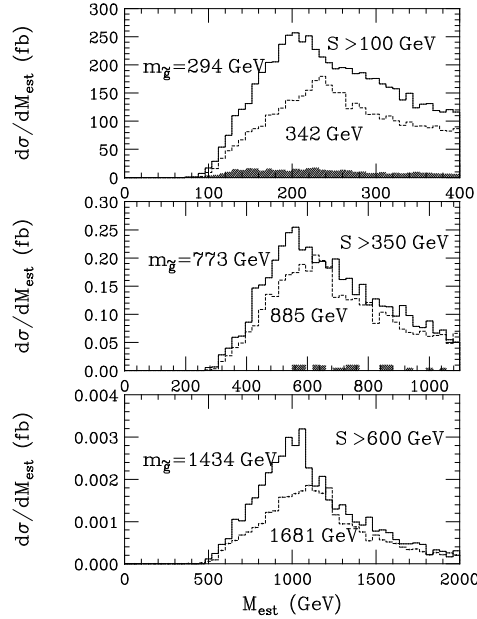 300
250
200
150
100
50
0
dσ/dM_est (fb)
S >100 GeV
m_g̃=294 GeV
342 GeV
0 100 200 300 400
0.30
0.25
0.20
0.15
0.10
0.05
0.00
dσ/dM_est (fb)
S >350 GeV
m_g̃=773 GeV
885 GeV
0 200 400 600 800 1000
0.004
0.003
0.002
0.001
0.000
dσ/dM_est (fb)
S >600 GeV
m_g̃=1434 GeV
1681 GeV
0 500 1000 1500 2000
M_est (GeV)